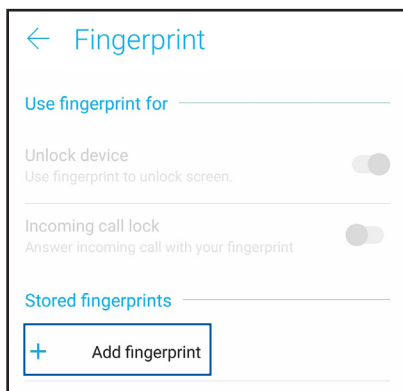 Fingerprint
Use fingerprint for
Unlock device
Use fingerprint to unlock screen.
Incoming call lock
Answer incoming call with your fingerprint
Stored fingerprints
+ Add fingerprint